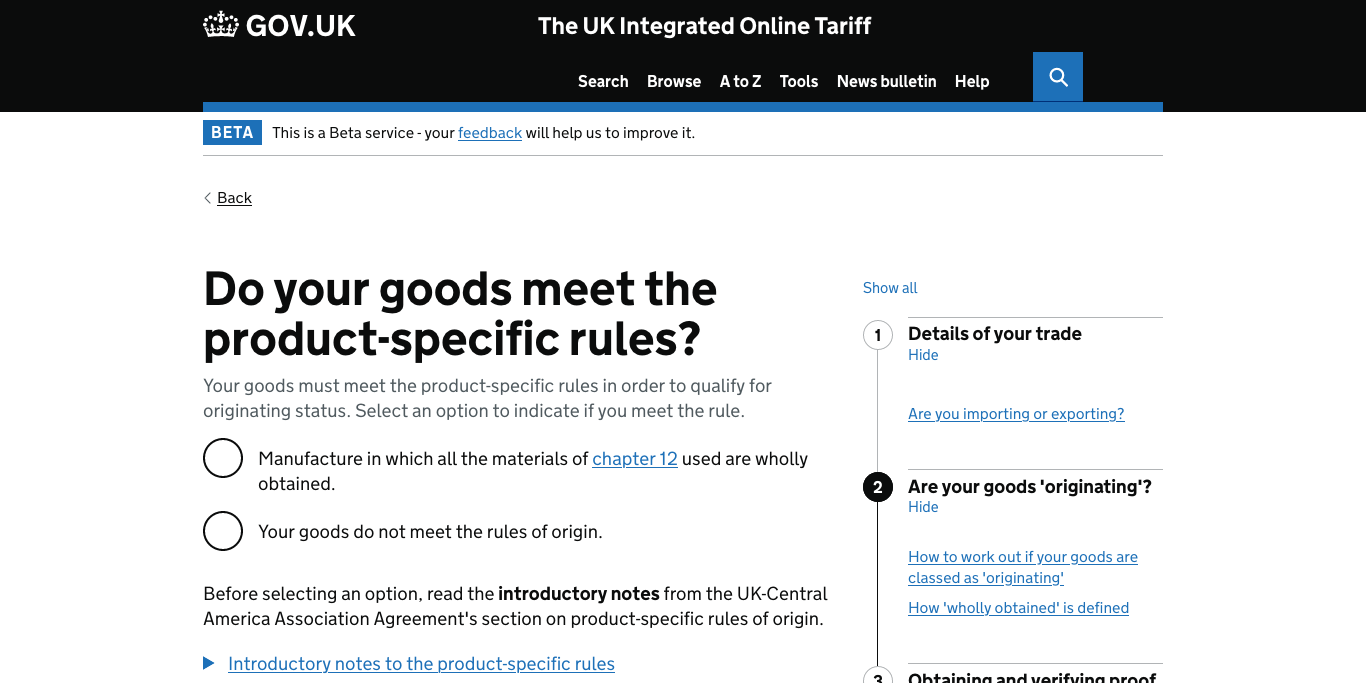 GOV.UK
The UK Integrated Online Tariff
Search Browse A to Z Tools News bulletin Help
BETA This is a Beta service - your feedback will help us to improve it.
Back
Do your goods meet the
product-specific rules?
Your goods must meet the product-specific rules in order to qualify for
originating status. Select an option to indicate if you meet the rule.
Manufacture in which all the materials of chapter 12 used are wholly
obtained.
Your goods do not meet the rules of origin.
Before selecting an option, read the introductory notes from the UK-Central
America Association Agreement's section on product-specific rules of origin.
Introductory notes to the product-specific rules
Show all
1 Details of your trade
Hide
Are you importing or exporting?
2 Are your goods 'originating'?
Hide
How to work out if your goods are
classed as 'originating'
How 'wholly obtained' is defined
3 Obtaining and verifying proof